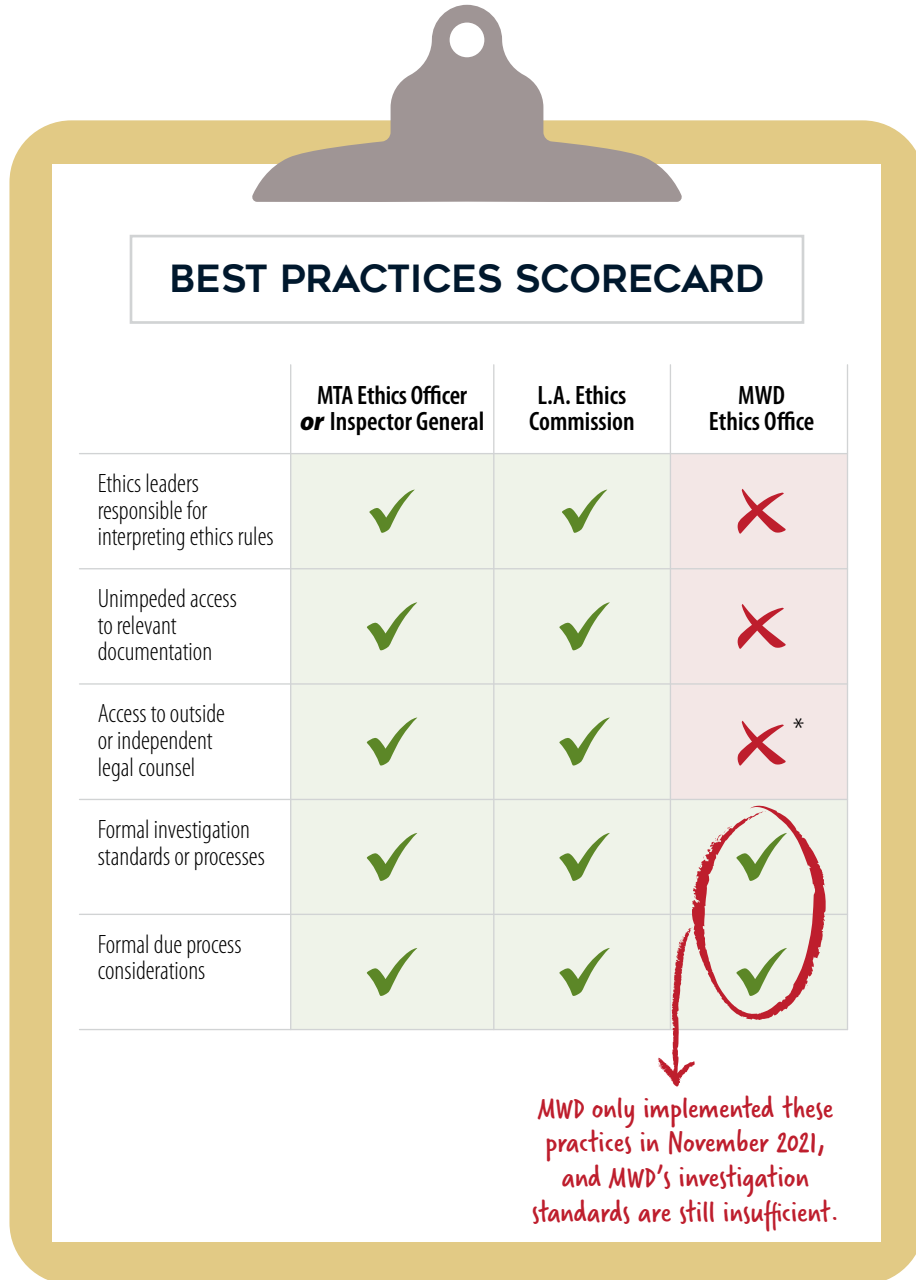 BEST PRACTICES SCORECARD
MTA Ethics Officer
or Inspector General
L.A. Ethics
Commission
MWD
Ethics Office
Ethics leaders
responsible for
interpreting ethics rules
Unimpeded access
to relevant
documentation
Access to outside
or independent
legal counsel
*
Formal investigation
standards or processes
Formal due process
considerations
MWD only implemented these
practices in November 2021,
and MWD's investigation
standards are still insufficient.